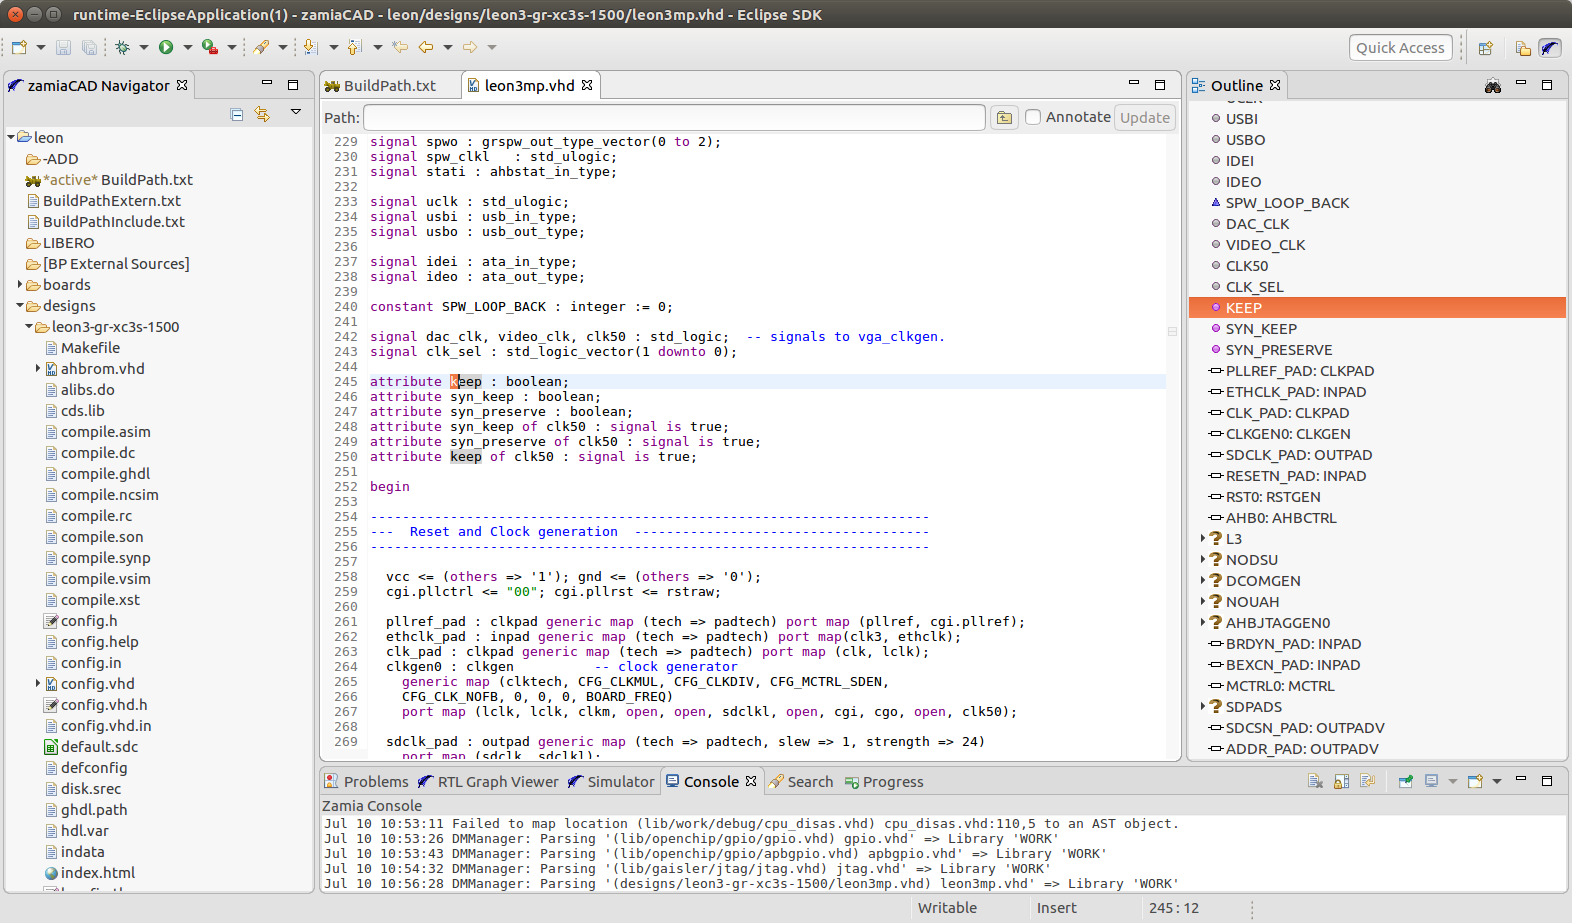 runtime-EclipseApplication(1) - zamiaCAD - leon/designs/leon3-gr-xc3s-1500/leon3mp.vhd - Eclipse SDK
Quick Access
zamiaCAD Navigator
leon
-ADD
*active* BuildPath.txt
BuildPathExtern.txt
BuildPathInclude.txt
LIBERO
[BP External Sources]
boards
designs
leon3-gr-xc3s-1500
Makefile
ahbrom.vhd
alibs.do
cds.lib
compile.asim
compile.dc
compile.ghdl
compile.ncsim
compile.rc
compile.son
compile.synp
compile.vsim
compile.xst
config.h
config.help
config.in
config.vhd
config.vhd.h
config.vhd.in
default.sdc
defconfig
disk.srec
ghdl.path
hdl.var
indata
index.html
BuildPath.txt
leon3mp.vhd
Path:
Annotate
Update
229 signal spwo : grspw_out_type_vector(0 to 2);
230 signal spw_clkl   : std_ulogic;
231 signal stati : ahbstat_in_type;
232
233 signal uclk : std_ulogic;
234 signal usbi : usb_in_type;
235 signal usbo : usb_out_type;
236
237 signal idei : ata_in_type;
238 signal ideo : ata_out_type;
239
240 constant SPW_LOOP_BACK : integer := 0;
241
242 signal dac_clk, video_clk, clk50 : std_logic;  -- signals to vga_clkgen.
243 signal clk_sel : std_logic_vector(1 downto 0);
244
245 attribute keep : boolean;
246 attribute syn_keep : boolean;
247 attribute syn_preserve : boolean;
248 attribute syn_keep of clk50 : signal is true;
249 attribute syn_preserve of clk50 : signal is true;
250 attribute keep of clk50 : signal is true;
251
252 begin
253
254 ----------------------------------------------------------------------
255 ---  Reset and Clock generation  -------------------------------------
256 ----------------------------------------------------------------------
257
258   vcc <= (others => '1'); gnd <= (others => '0');
259   cgi.pllctrl <= "00"; cgi.pllrst <= rstraw;
260
261   pllref_pad : clkpad generic map (tech => padtech) port map (pllref, cgi.pllref);
262   ethclk_pad : inpad generic map (tech => padtech) port map(clk3, ethclk);
263   clk_pad : clkpad generic map (tech => padtech) port map (clk, lclk);
264   clkgen0 : clkgen          -- clock generator
265     generic map (clktech, CFG_CLKMUL, CFG_CLKDIV, CFG_MCTRL_SDEN,
266     CFG_CLK_NOFB, 0, 0, 0, BOARD_FREQ)
267     port map (lclk, lclk, clkm, open, open, sdclkl, open, cgi, cgo, open, clk50);
268
269   sdclk_pad : outpad generic map (tech => padtech, slew => 1, strength => 24)
    port map (sdclk, sdclkl);
Outline
UCLK
USBI
USBO
IDEI
IDEO
SPW_LOOP_BACK
DAC_CLK
VIDEO_CLK
CLK50
CLK_SEL
KEEP
SYN_KEEP
SYN_PRESERVE
PLLREF_PAD: CLKPAD
ETHCLK_PAD: INPAD
CLK_PAD: CLKPAD
CLKGEN0: CLKGEN
SDCLK_PAD: OUTPAD
RESETN_PAD: INPAD
RST0: RSTGEN
AHB0: AHBCTRL
L3
NODSU
DCOMGEN
NOUAH
AHBJTAGGEN0
BRDYN_PAD: INPAD
BEXCN_PAD: INPAD
MCTRL0: MCTRL
SDPADS
SDCSN_PAD: OUTPADV
ADDR_PAD: OUTPADV
Problems
RTL Graph Viewer
Simulator
Console
Search
Progress
Zamia Console
Jul 10 10:53:11 Failed to map location (lib/work/debug/cpu_disas.vhd) cpu_disas.vhd:110,5 to an AST object.
Jul 10 10:53:26 DMManager: Parsing '(lib/openchip/gpio/gpio.vhd) gpio.vhd' => Library 'WORK'
Jul 10 10:53:43 DMManager: Parsing '(lib/openchip/gpio/apbgpio.vhd) apbgpio.vhd' => Library 'WORK'
Jul 10 10:54:32 DMManager: Parsing '(lib/gaisler/jtag/jtag.vhd) jtag.vhd' => Library 'WORK'
Jul 10 10:56:28 DMManager: Parsing '(designs/leon3-gr-xc3s-1500/leon3mp.vhd) leon3mp.vhd' => Library 'WORK'
Writable
Insert
245 : 12